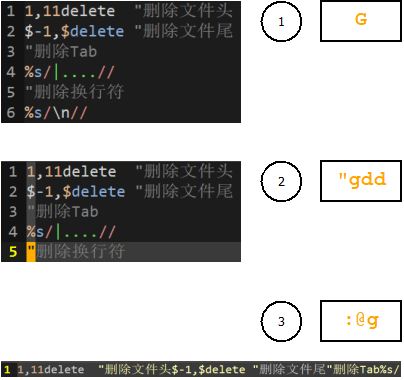 1 1,11delete "删除文件头
2 $-1,$delete "删除文件尾
3 "删除Tab
4 %s/|....//
5 "删除换行符
6 %s/\n//
1
G
1 1,11delete "删除文件头
2 $-1,$delete "删除文件尾
3 "删除Tab
4 %s/|....//
5 "删除换行符
2
"gdd
3
:@g
1 1,11delete "删除文件头$-1,$delete "删除文件尾"删除Tab%s/